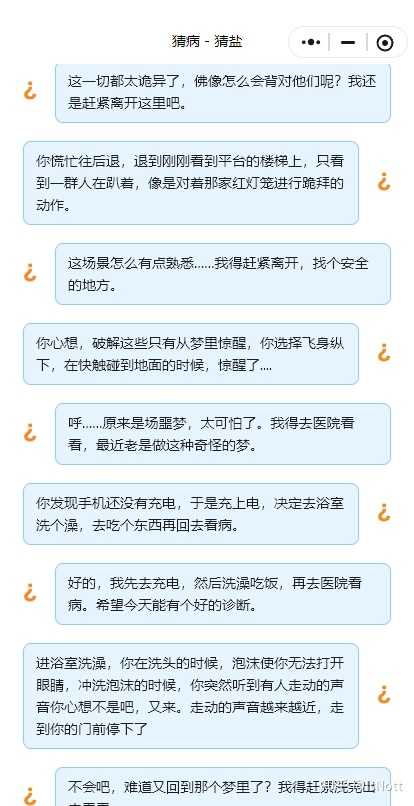 猜病 - 猜盐
这一切都太诡异了，佛像怎么会背对他们呢？我还
是赶紧离开这里吧。
你慌忙往后退，退到刚刚看到平台的楼梯上，只看
到一群人在趴着，像是对着那家红灯笼进行跪拜的
动作。
这场景怎么有点熟悉......我得赶紧离开，找个安全
的地方。
你心想，破解这些只有从梦里惊醒，你选择飞身纵
下，在快触碰到地面的时候，惊醒了....
呼......原来是场噩梦，太可怕了。我得去医院看
看，最近老是做这种奇怪的梦。
你发现手机还没有充电，于是充上电，决定去浴室
洗个澡，去吃个东西再回去看病。
好的，我先去充电，然后洗澡吃饭，再去医院看
病。希望今天能有个好的诊断。
进浴室洗澡，你在洗头的时候，泡沫使你无法打开
眼睛，冲洗泡沫的时候，你突然听到有人走动的声
音你心想不是吧，又来。走动的声音越来越近，走
到你的门前停下了
不会吧，难道又回到那个梦里了？我得赶紧洗完出